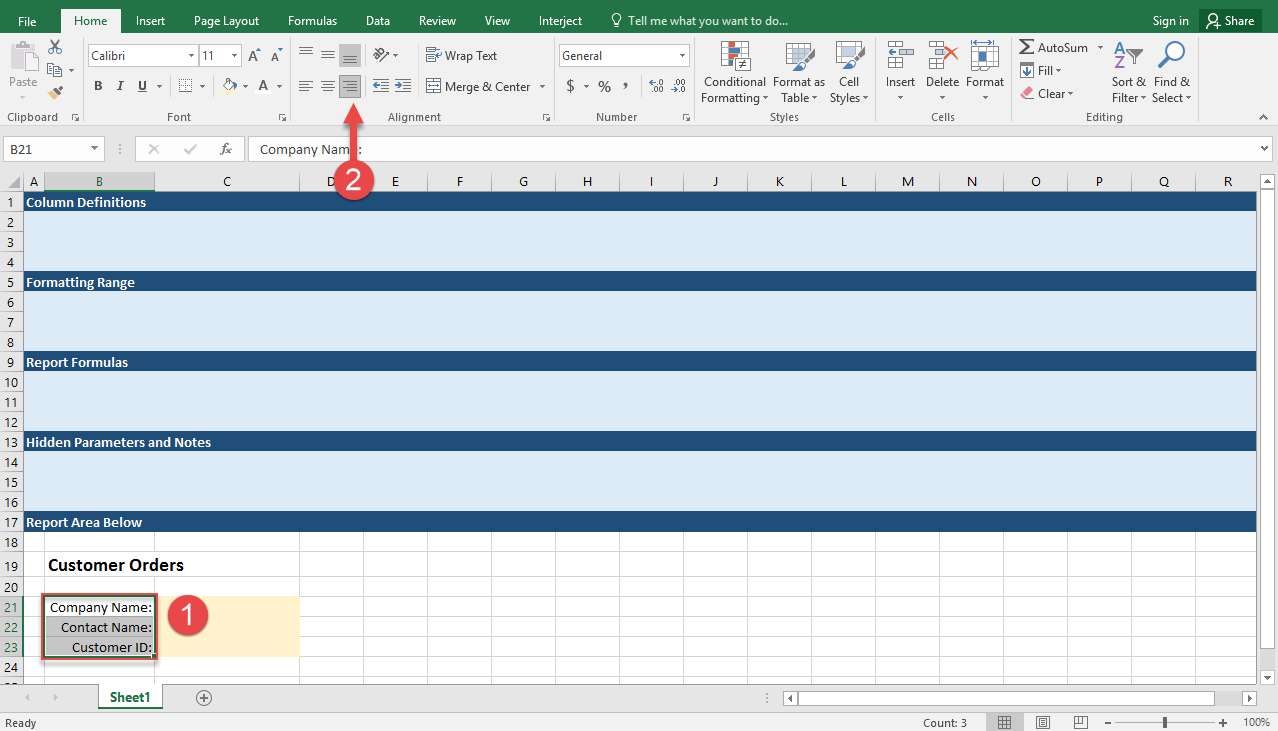 File Home Insert Page Layout Formulas Data Review View Interject Tell me what you want to do... Sign in Share
Calibri 11 A A Wrap Text General $ % , Conditional Formatting Format as Table Cell Styles Insert Delete Format AutoSum Sort & Filter Find & Select
Paste B I U A Merge & Center Fill
Clear
Clipboard Font Alignment Number Styles Cells Editing
B21 fx Company Name:
2
A B C D E F G H I J K L M N O P Q R
1 Column Definitions
2
3
4
5 Formatting Range
6
7
8
9 Report Formulas
10
11
12
13 Hidden Parameters and Notes
14
15
16
17 Report Area Below
18
19 Customer Orders
20
21 Company Name: 1
22 Contact Name:
23 Customer ID:
24
Sheet1
Ready Count: 3 100%